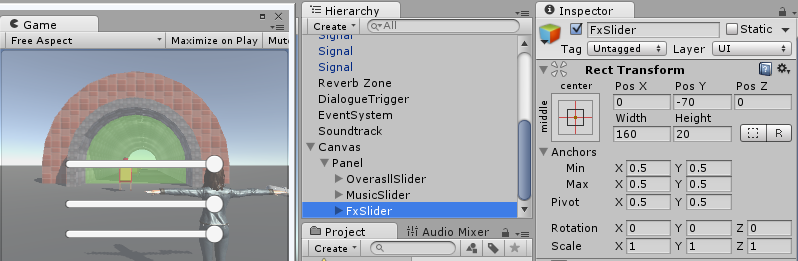 Game
Free Aspect
Maximize on Play
Mute
Hierarchy
Create
All
Signal
Signal
Signal
Reverb Zone
DialogueTrigger
EventSystem
Soundtrack
Canvas
Panel
OverasllSlider
MusicSlider
FxSlider
Project
Audio Mixer
Create
Inspector
FxSlider
Static
Tag Untagged Layer UI
Rect Transform
center
Pos X Pos Y Pos Z
middle
0 -70 0
Width Height
160 20
R
Anchors
Min X 0.5 Y 0.5
Max X 0.5 Y 0.5
Pivot X 0.5 Y 0.5
Rotation X 0 Y 0 Z 0
Scale X 1 Y 1 Z 1